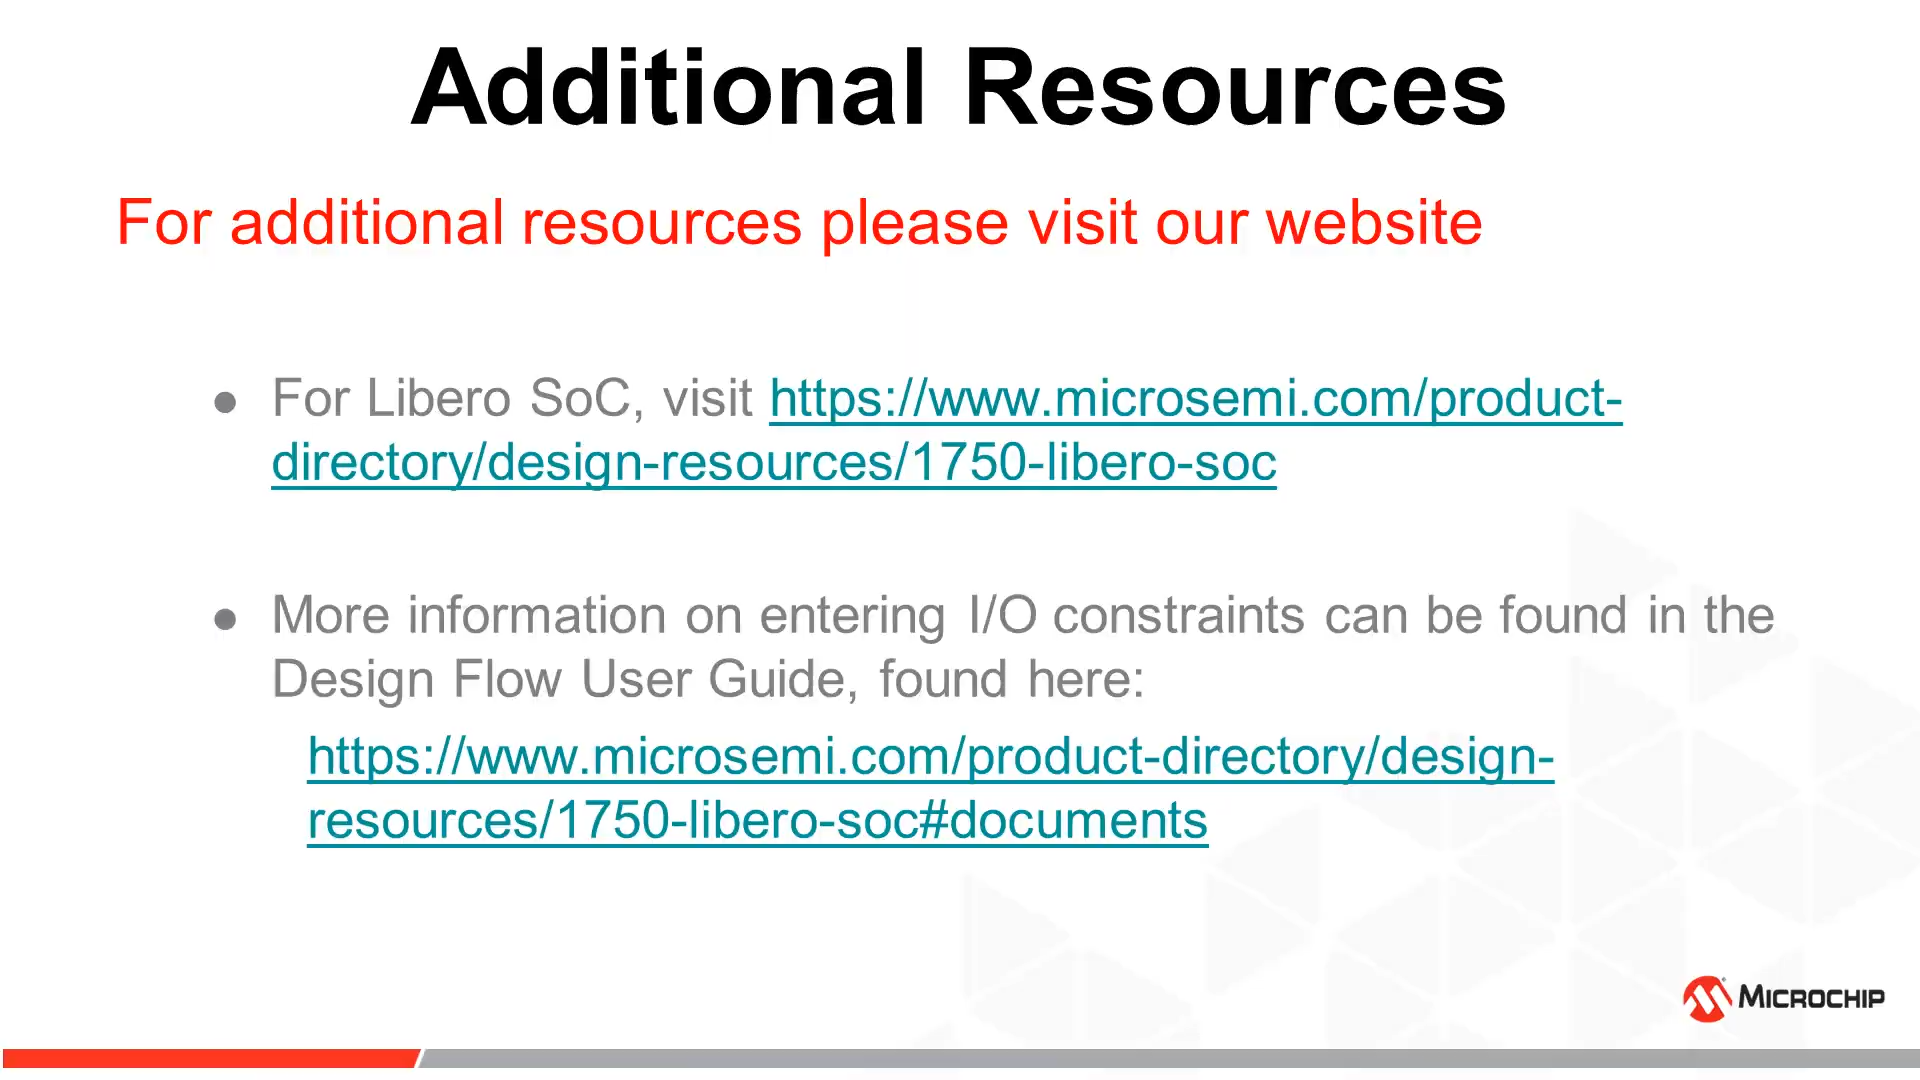 Additional Resources
For additional resources please visit our website
● For Libero SoC, visit https://www.microsemi.com/product-
directory/design-resources/1750-libero-soc
● More information on entering I/O constraints can be found in the
Design Flow User Guide, found here:
https://www.microsemi.com/product-directory/design-
resources/1750-libero-soc#documents
MICROCHIP